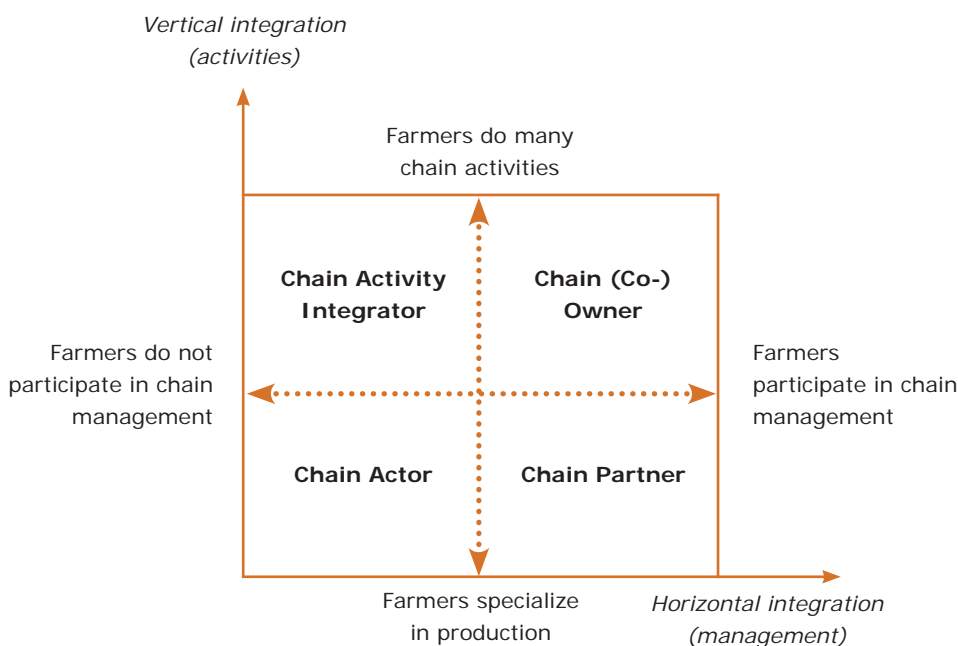 Vertical integration
(activities)
Farmers do many
chain activities
Chain Activity
Integrator
Chain (Co-)
Owner
Farmers do not
participate in chain
management
Farmers
participate in chain
management
Chain Actor
Chain Partner
Farmers specialize
in production
Horizontal integration
(management)